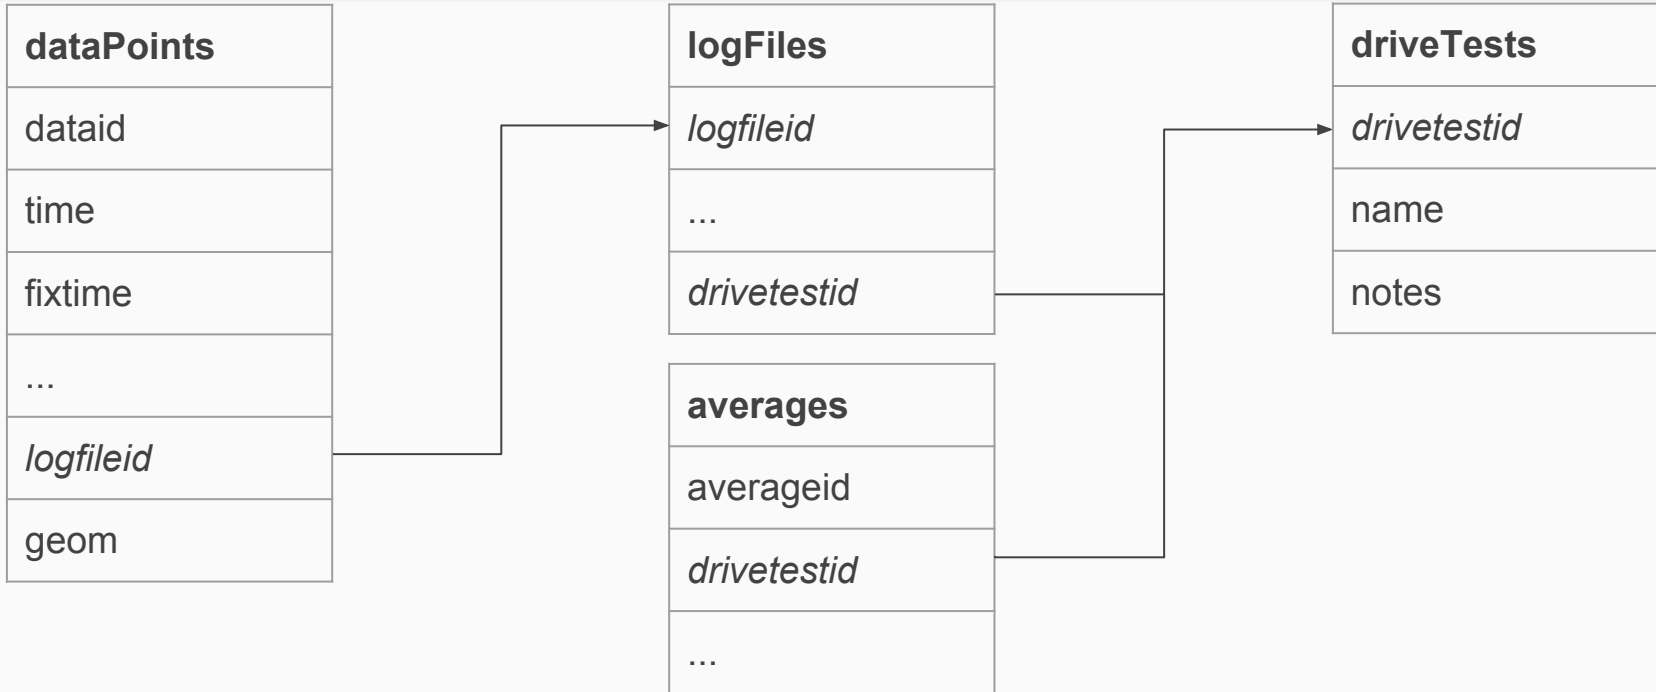 dataPoints
dataid
time
fixtime
...
logfileid
geom
logFiles
logfileid
...
drivetestid
averages
averageid
drivetestid
...
driveTests
drivetestid
name
notes